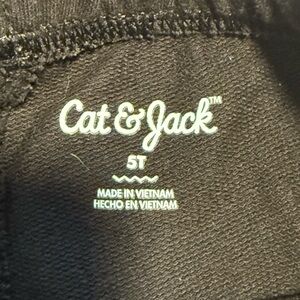 Cat & Jack™
5T
MADE IN VIETNAM
HECHO EN VIETNAM